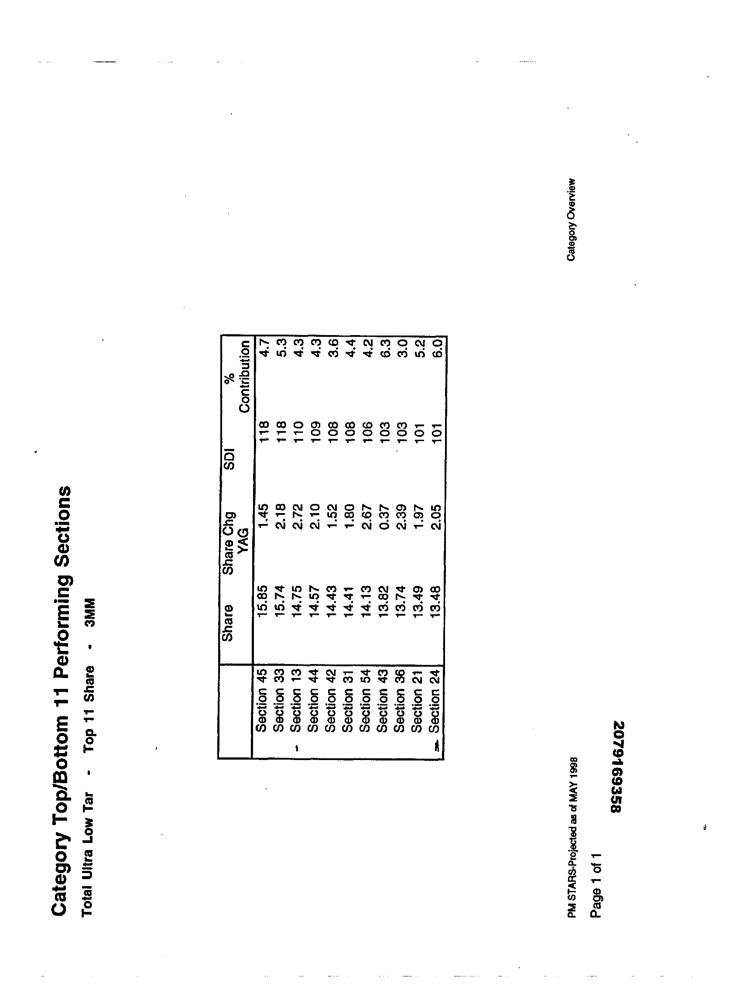 Category Top/Bottom 11 Performing Sections
Total Ultra Low Tar - Top 11 Share - 3MM
Share Share Chg YAG SDI % Contribution
Section 45 15.85 1.45 118 4.7
Section 33 15.74 2.18 118 5.3
Section 13 14.75 2.72 110 4.3
Section 44 14.57 2.10 109 4.3
Section 42 14.43 1.52 108 3.6
Section 31 14.41 1.80 108 4.4
Section 54 14.13 2.67 106 4.2
Section 43 13.82 0.37 103 6.3
Section 36 13.74 2.39 103 3.0
Section 21 13.49 1.97 101 5.2
Section 24 13.48 2.05 101 6.0
PM STARS-Projected as of MAY 1998 Category Overview
Page 1 of 1
2079169358